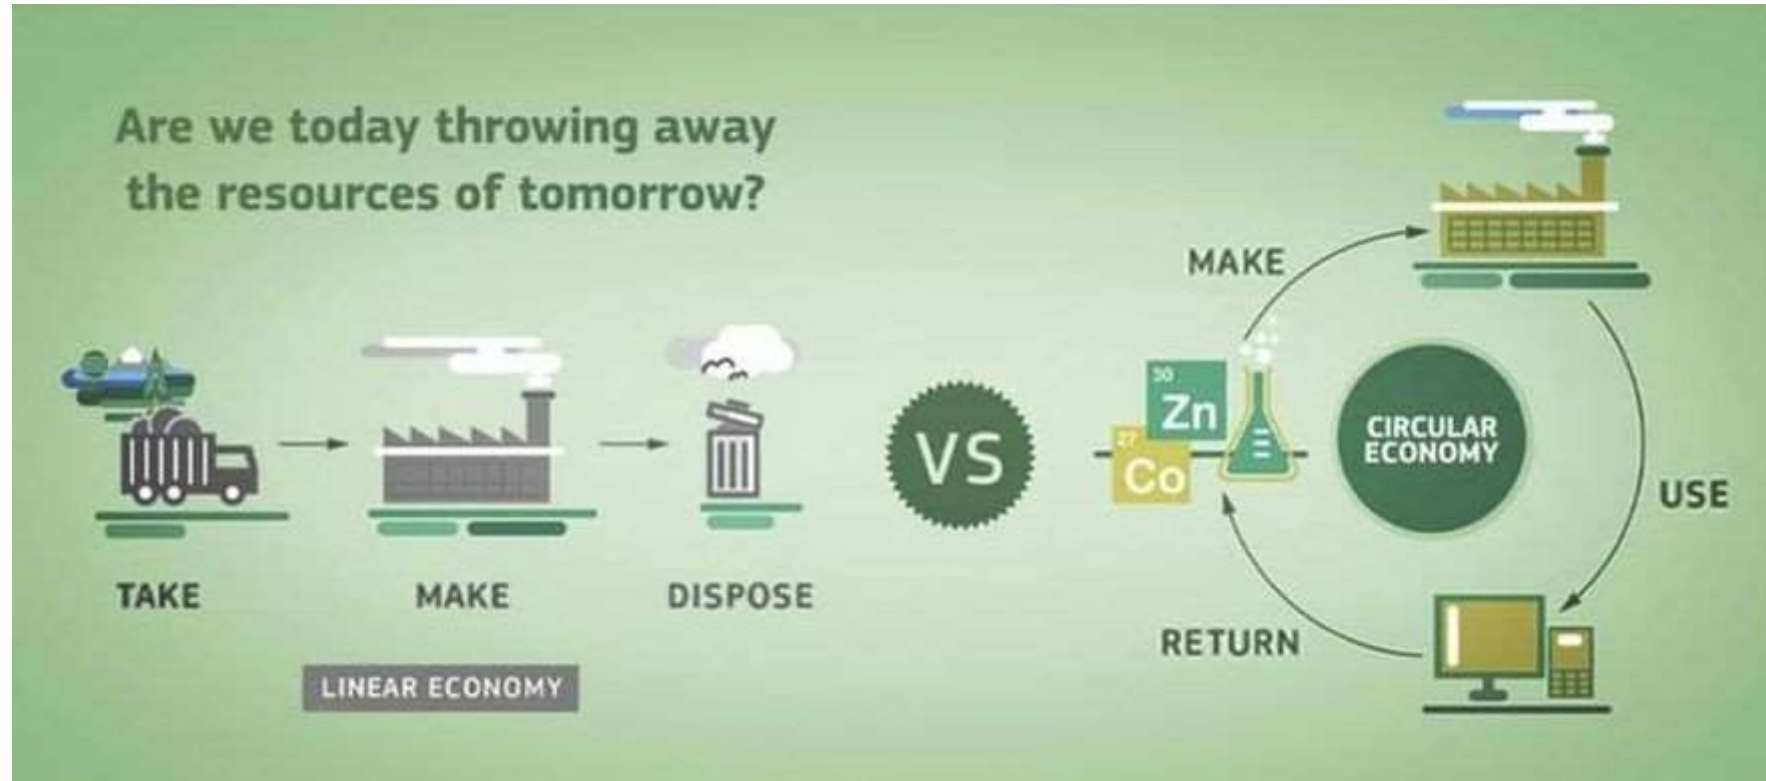 Are we today throwing away
the resources of tomorrow?
TAKE
MAKE
DISPOSE
LINEAR ECONOMY
VS
MAKE
30
Zn
27
Co
CIRCULAR
ECONOMY
USE
RETURN